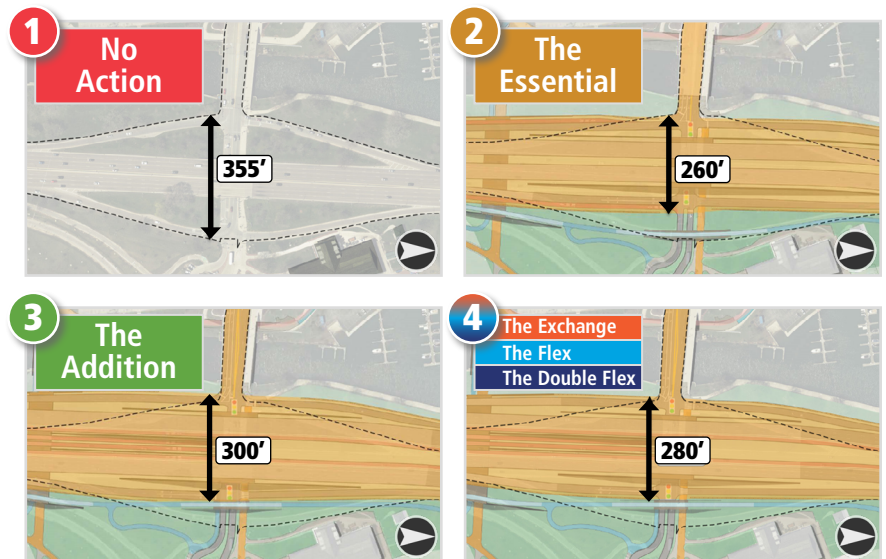 1
No
Action
355’
2
The
Essential
260’
3
The
Addition
300’
4
The Exchange
The Flex
The Double Flex
280’